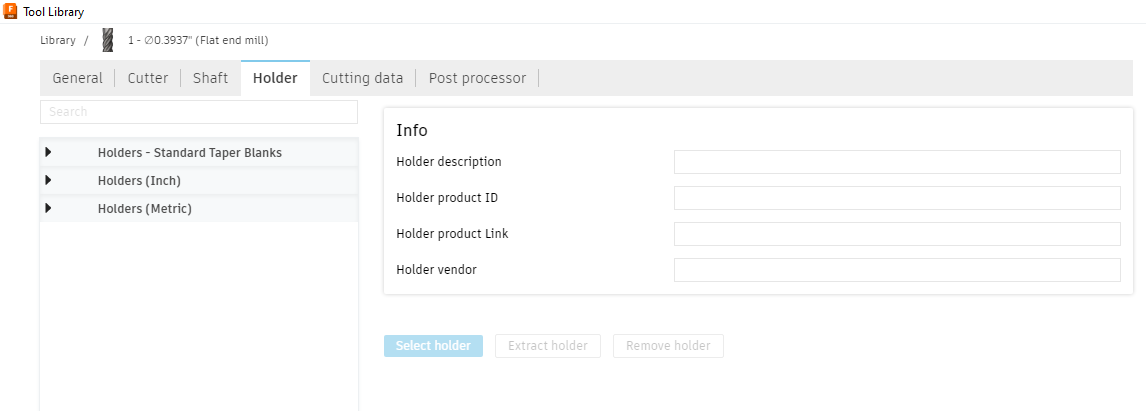 Tool Library
Library / 1 - ∅0.3937" (Flat end mill)
General Cutter Shaft Holder Cutting data Post processor
Search
Holders - Standard Taper Blanks
Holders (Inch)
Holders (Metric)
Info
Holder description
Holder product ID
Holder product Link
Holder vendor
Select holder Extract holder Remove holder